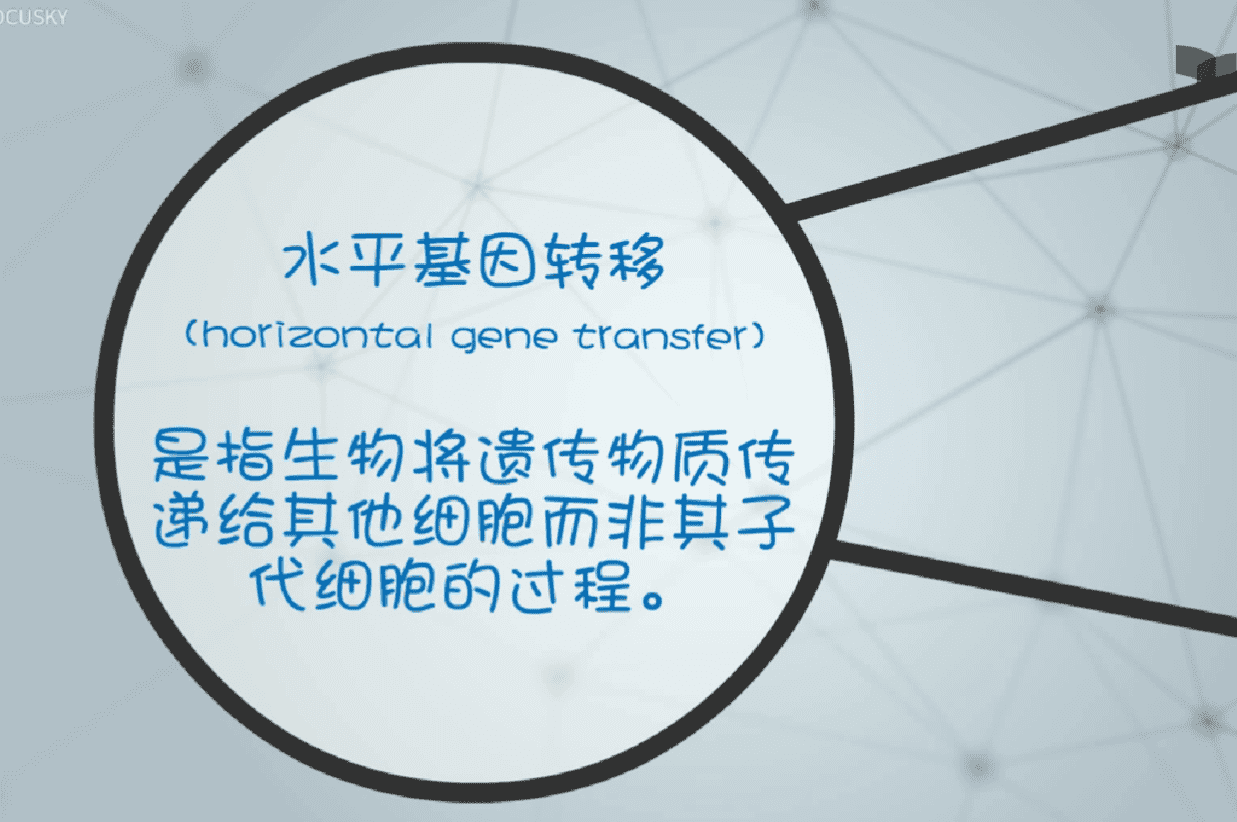 OCUSKY
水平基因转移
(horizontal gene transfer)
是指生物将遗传物质传
递给其他细胞而非其子
代细胞的过程。